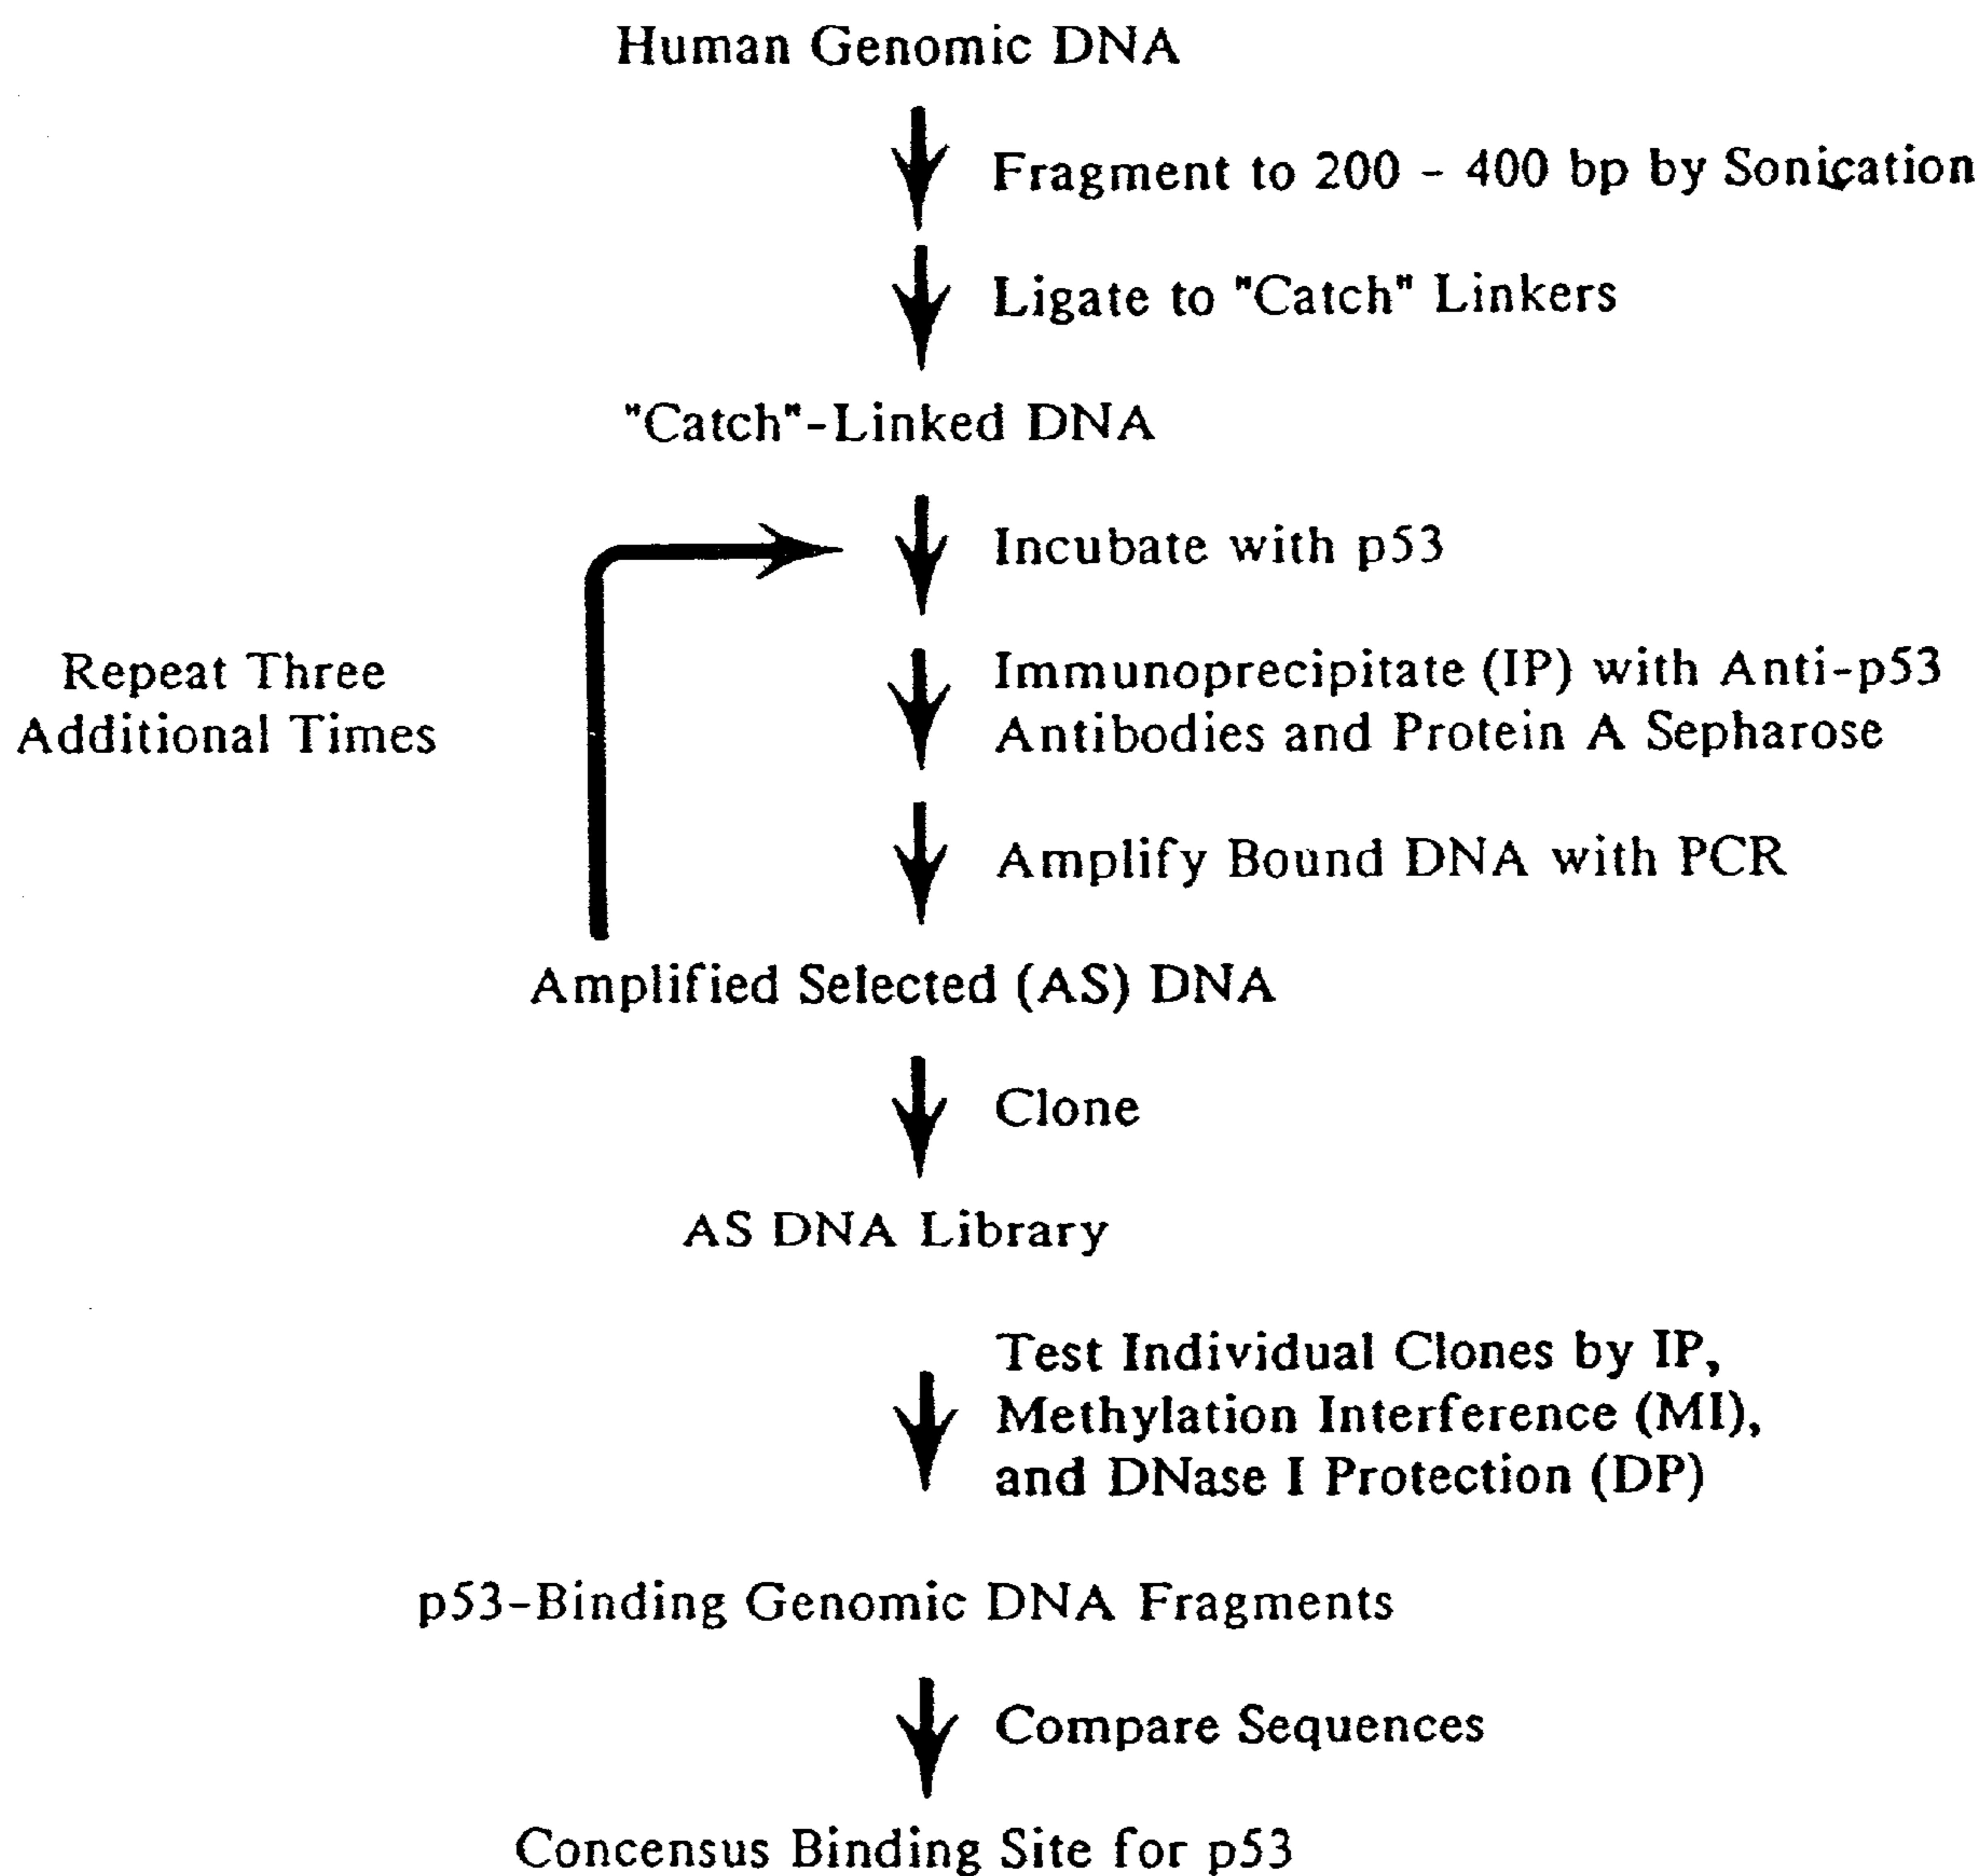 Human Genomic DNA
Fragment to 200 - 400 bp by Sonication
Ligate to "Catch" Linkers
"Catch"-Linked DNA
Incubate with p53
Repeat Three
Additional Times
Immunoprecipitate (IP) with Anti-p53
Antibodies and Protein A Sepharose
Amplify Bound DNA with PCR
Amplified Selected (AS) DNA
Clone
AS DNA Library
Test Individual Clones by IP,
Methylation Interference (MI),
and DNase I Protection (DP)
p53-Binding Genomic DNA Fragments
Compare Sequences
Concensus Binding Site for p53